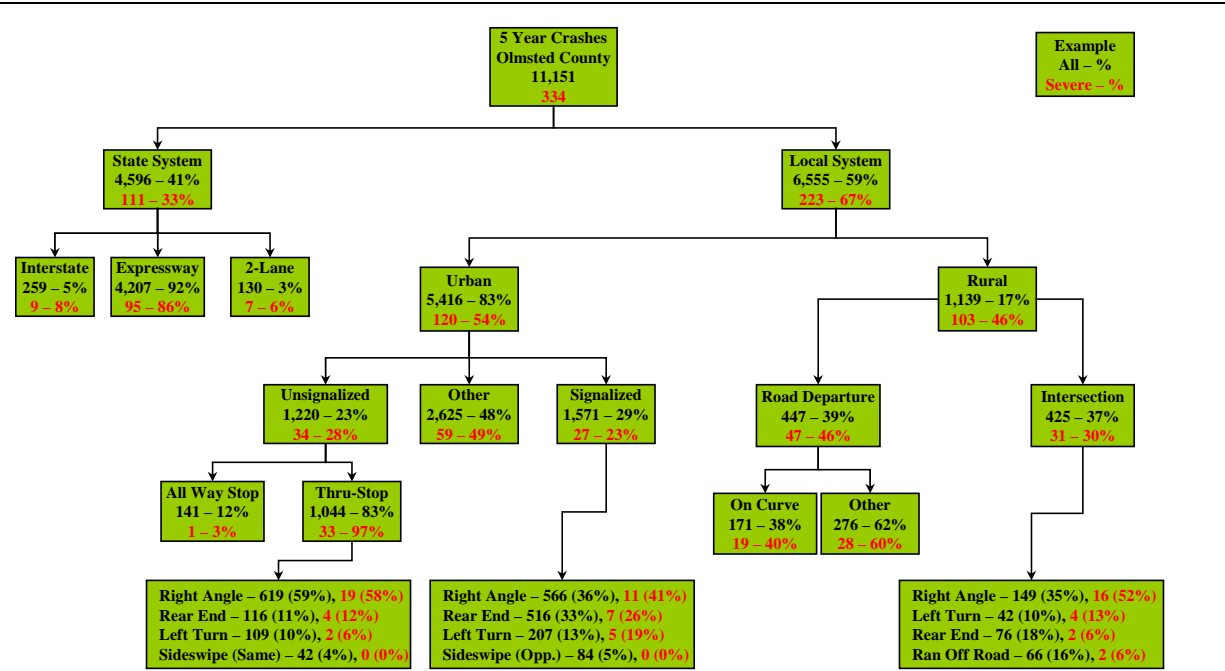 5 Year Crashes
Olmsted County
11,151
334
Example
All – %
Severe – %
State System
4,596 – 41%
111 – 33%
Local System
6,555 – 59%
223 – 67%
Interstate
259 – 5%
9 – 8%
Expressway
4,207 – 92%
95 – 86%
2-Lane
130 – 3%
7 – 6%
Urban
5,416 – 83%
120 – 54%
Rural
1,139 – 17%
103 – 46%
Unsignalized
1,220 – 23%
34 – 28%
Other
2,625 – 48%
59 – 49%
Signalized
1,571 – 29%
27 – 23%
Road Departure
447 – 39%
47 – 46%
Intersection
425 – 37%
31 – 30%
All Way Stop
141 – 12%
1 – 3%
Thru-Stop
1,044 – 83%
33 – 97%
On Curve
171 – 38%
19 – 40%
Other
276 – 62%
28 – 60%
Right Angle – 619 (59%), 19 (58%)
Rear End – 116 (11%), 4 (12%)
Left Turn – 109 (10%), 2 (6%)
Sideswipe (Same) – 42 (4%), 0 (0%)
Right Angle – 566 (36%), 11 (41%)
Rear End – 516 (33%), 7 (26%)
Left Turn – 207 (13%), 5 (19%)
Sideswipe (Opp.) – 84 (5%), 0 (0%)
Right Angle – 149 (35%), 16 (52%)
Left Turn – 42 (10%), 4 (13%)
Rear End – 76 (18%), 2 (6%)
Ran Off Road – 66 (16%), 2 (6%)